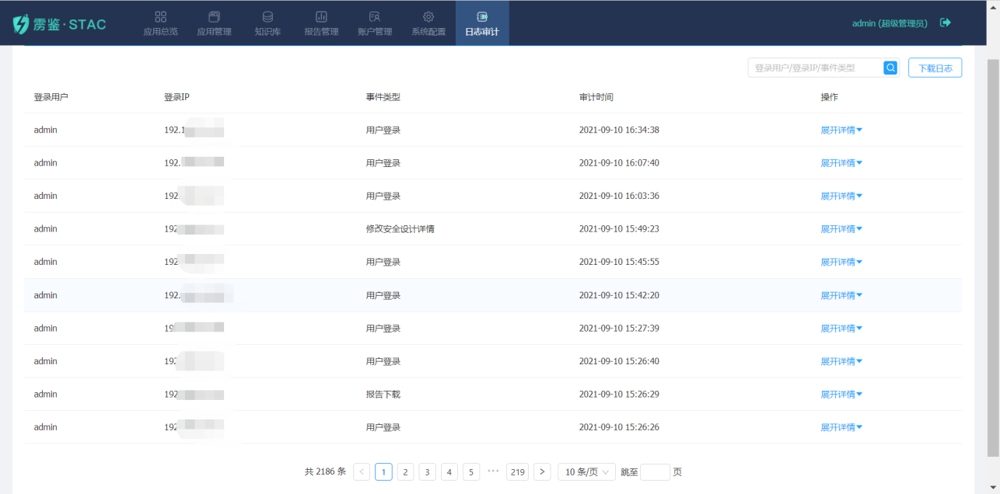 雳鉴·STAC
应用总览 应用管理 知识库 报告管理 账户管理 系统配置 日志审计
admin (超级管理员)
登录用户/登录IP/事件类型 下载日志
登录用户 登录IP 事件类型 审计时间 操作
admin 192.1 用户登录 2021-09-10 16:34:38 展开详情
admin 192. 用户登录 2021-09-10 16:07:40 展开详情
admin 192 用户登录 2021-09-10 16:03:36 展开详情
admin 192 修改安全设计详情 2021-09-10 15:49:23 展开详情
admin 192 用户登录 2021-09-10 15:45:55 展开详情
admin 192. 用户登录 2021-09-10 15:42:20 展开详情
admin 19 用户登录 2021-09-10 15:27:39 展开详情
admin 192 用户登录 2021-09-10 15:26:40 展开详情
admin 192 报告下载 2021-09-10 15:26:29 展开详情
admin 192 用户登录 2021-09-10 15:26:26 展开详情
共 2186 条 < 1 2 3 4 5 ••• 219 > 10 条/页 跳至 页